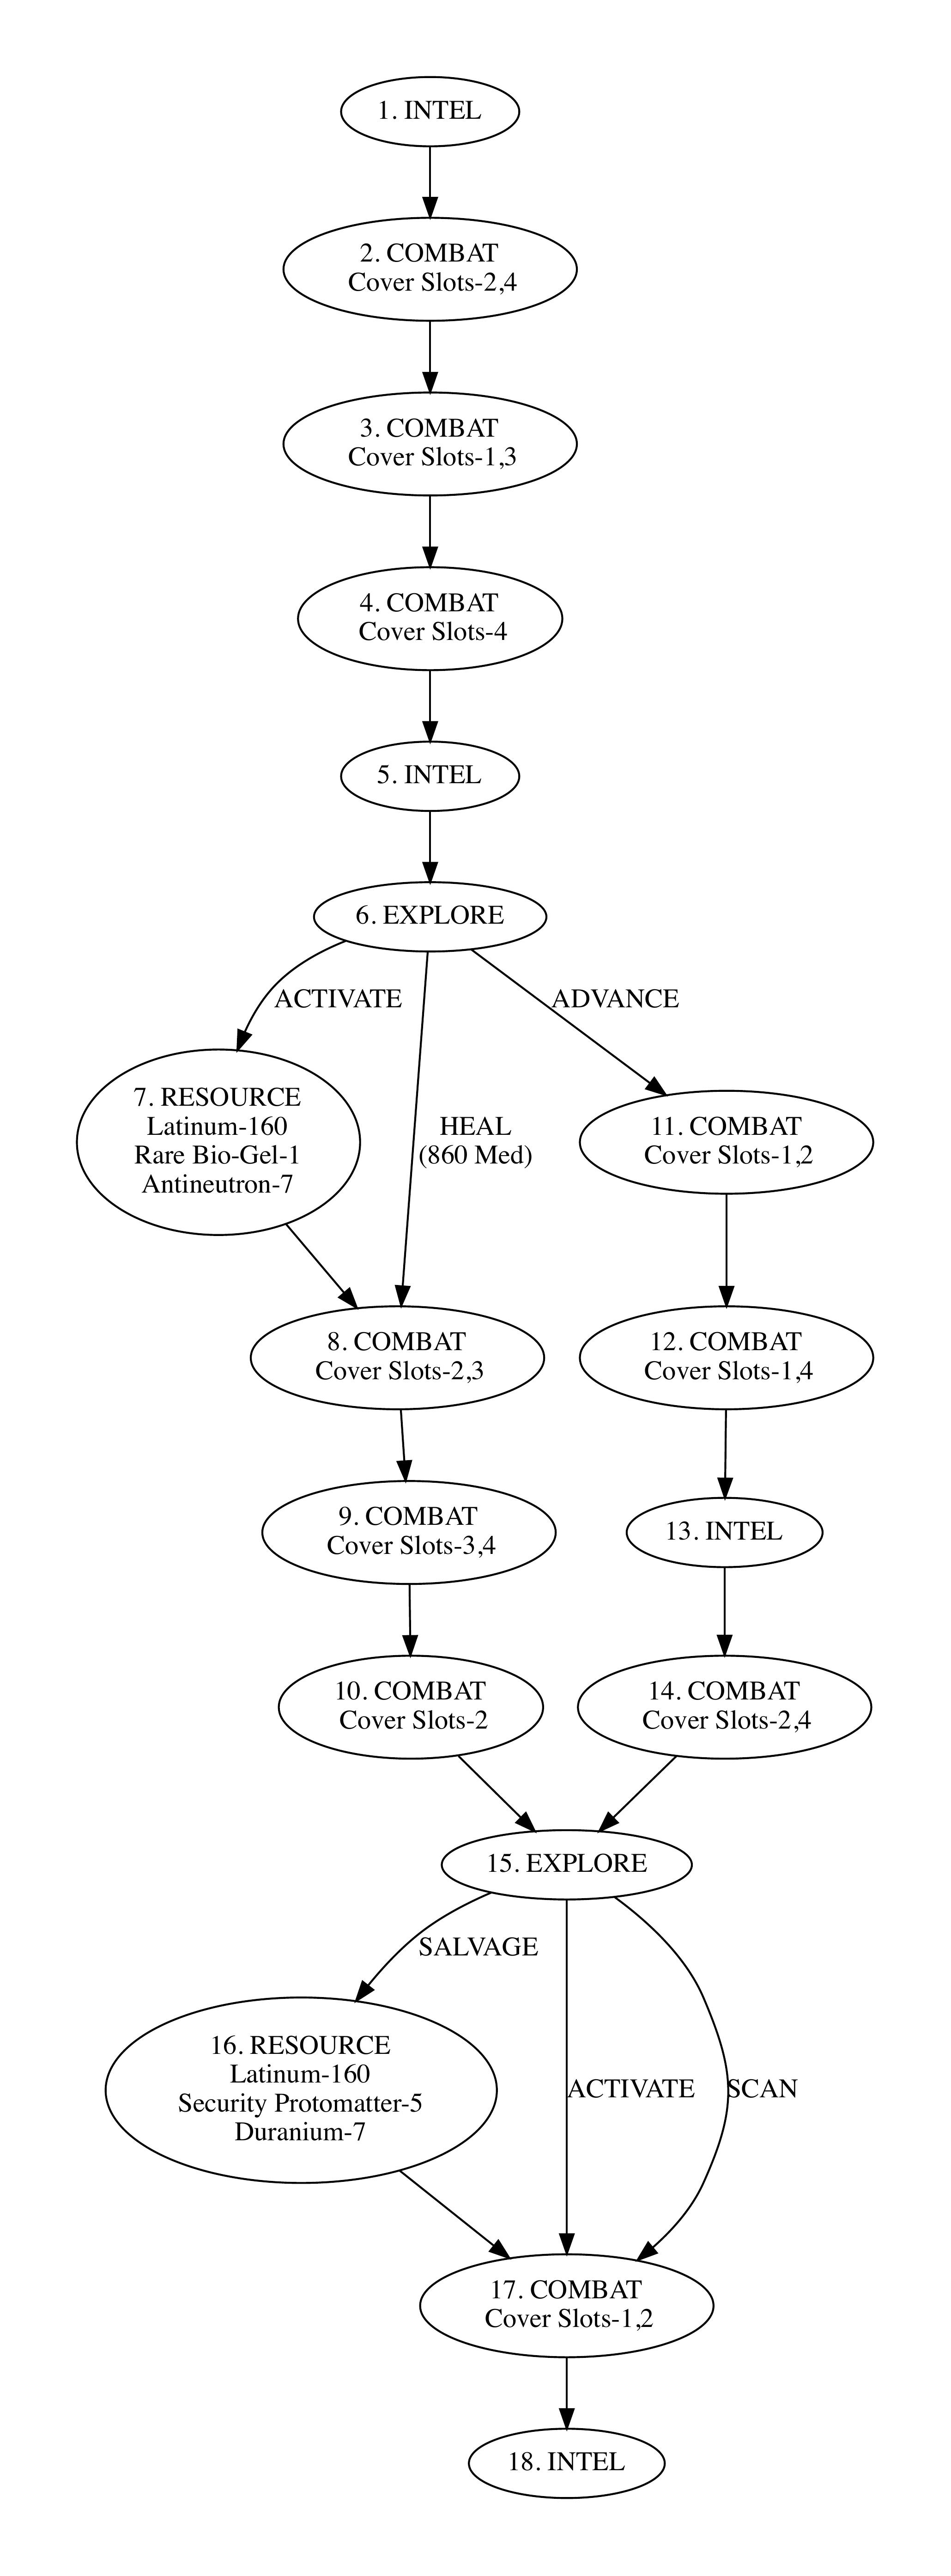 1. INTEL
2. COMBAT
Cover Slots-2,4
3. COMBAT
Cover Slots-1,3
4. COMBAT
Cover Slots-4
5. INTEL
6. EXPLORE
ACTIVATE
ADVANCE
7. RESOURCE
Latinum-160
Rare Bio-Gel-1
Antineutron-7
HEAL
(860 Med)
11. COMBAT
Cover Slots-1,2
8. COMBAT
Cover Slots-2,3
12. COMBAT
Cover Slots-1,4
9. COMBAT
Cover Slots-3,4
13. INTEL
10. COMBAT
Cover Slots-2
14. COMBAT
Cover Slots-2,4
15. EXPLORE
SALVAGE
16. RESOURCE
Latinum-160
Security Protomatter-5
Duranium-7
ACTIVATE
SCAN
17. COMBAT
Cover Slots-1,2
18. INTEL